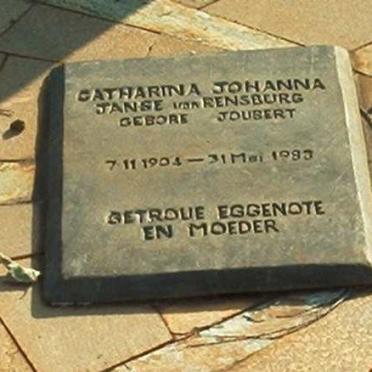 CATHARINA JOHANNA
JANSE van RENSBURG
GEBORE JOUBERT
7·11·1904 — 31 Mei 1983
GETROUE EGGENOTE
EN MOEDER